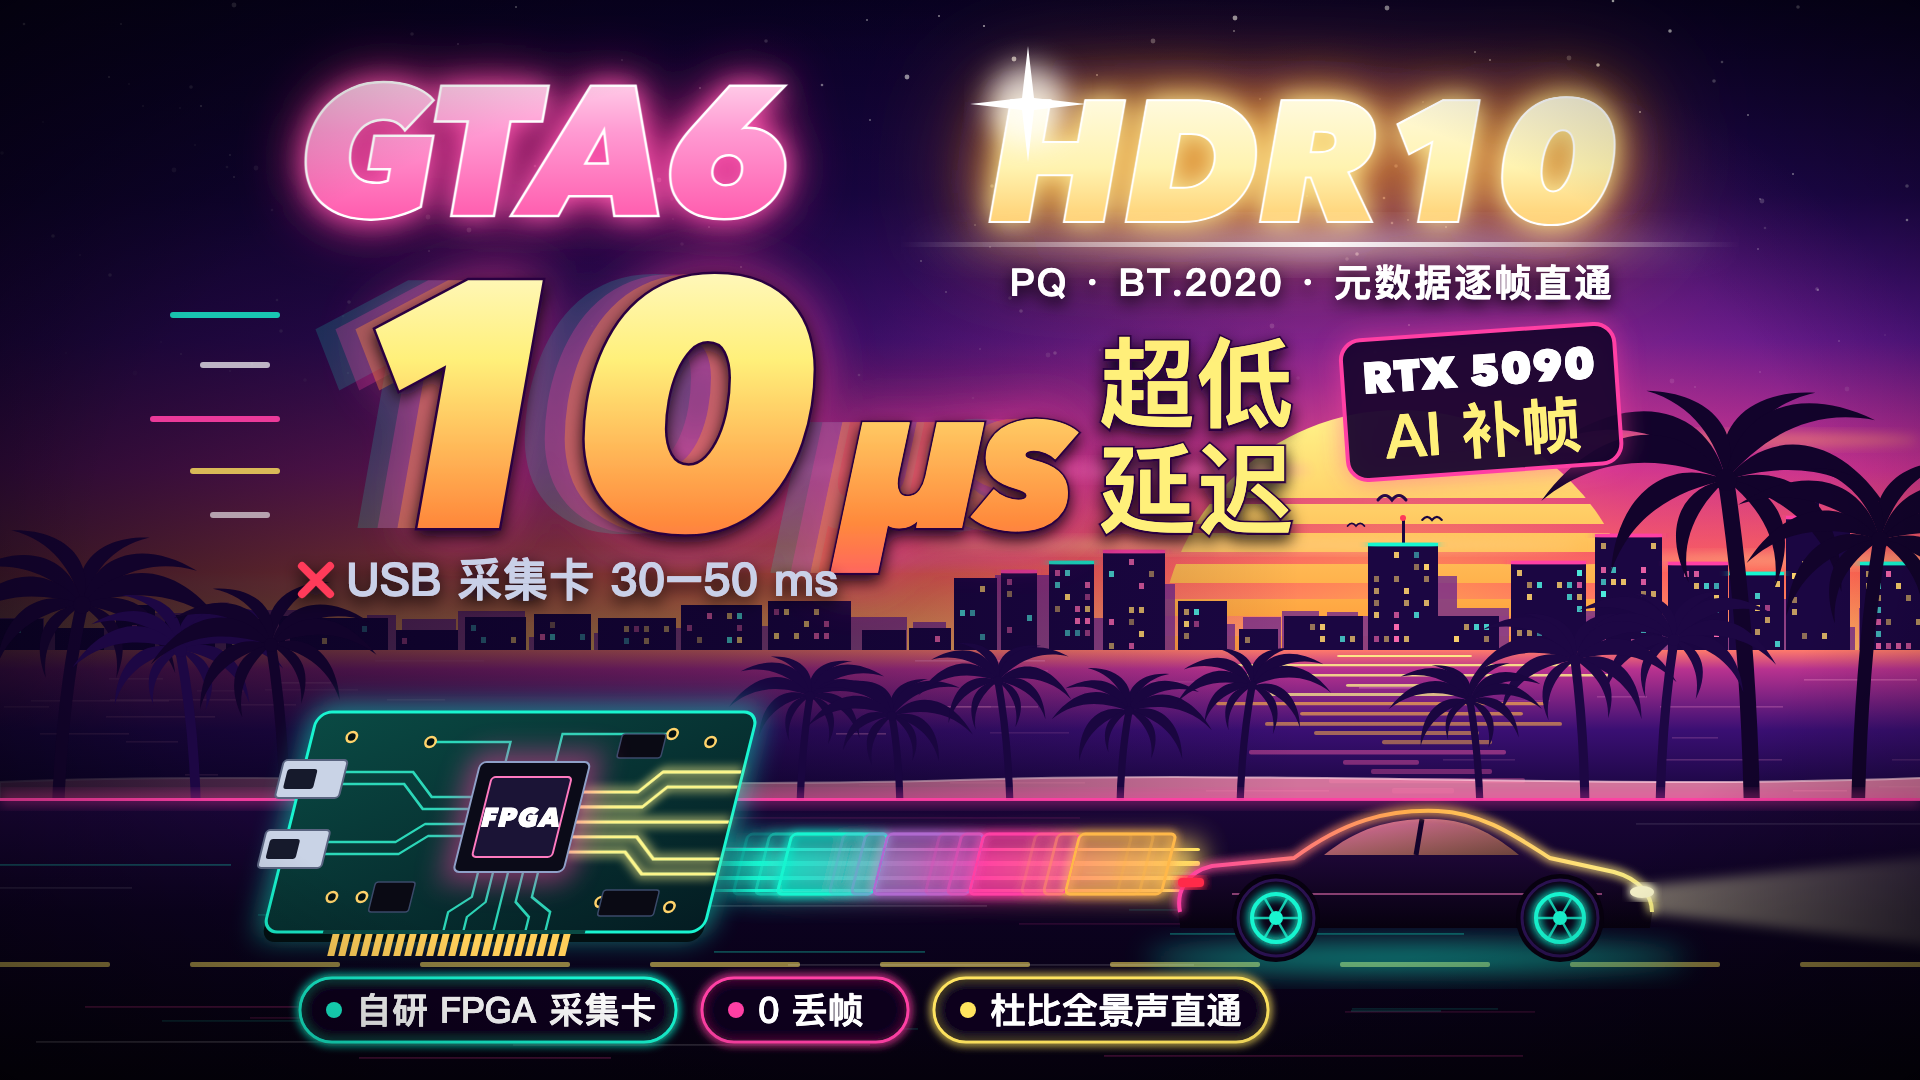 GTA6
HDR10
PQ · BT.2020 · 元数据逐帧直通
10 µs
超低
延迟
RTX 5090
AI 补帧
USB 采集卡 30–50 ms
FPGA
自研 FPGA 采集卡
0 丢帧
杜比全景声直通